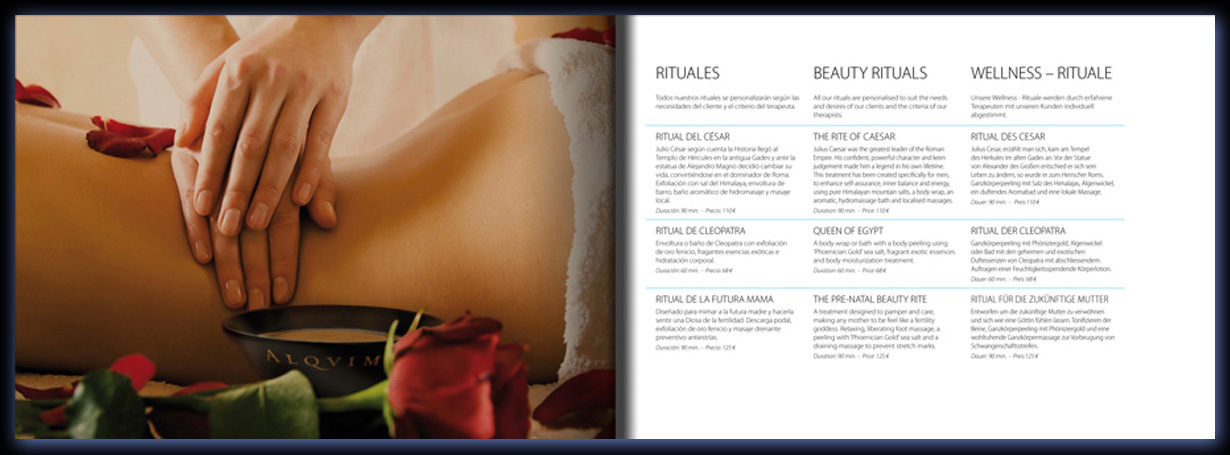 ALQVIM
RITUALES
Todos nuestros rituales se personalizarán según las
necesidades del cliente y el criterio del terapeuta.
RITUAL DEL CÉSAR
Julio César según cuenta la Historia llegó al
Templo de Hércules en la antigua Gades y ante la
estatua de Alejandro Magno decidió cambiar su
vida, convirtiéndose en el dominador de Roma.
Exfoliación con sal del Himalaya, envoltura de
barro, baño aromático de hidromasaje y masaje
local.
Duración: 90 min. - Precio: 110 €
RITUAL DE CLEOPATRA
Envoltura o baño de Cleopatra con exfoliación
de oro fenicio, fragantes esencias exóticas e
hidratación corporal.
Duración: 60 min. - Precio: 68 €
RITUAL DE LA FUTURA MAMA
Diseñado para mimar a la futura madre y hacerla
sentir una Diosa de la fertilidad. Descarga podal,
exfoliación de oro fenicio y masaje drenante
preventivo antiestrías.
Duración: 90 min. - Precio: 125 €
BEAUTY RITUALS
All our rituals are personalised to suit the needs
and desires of our clients and the criteria of our
therapists.
THE RITE OF CAESAR
Julius Caesar was the greatest leader of the Roman
Empire. His confident, powerful character and keen
judgement made him a legend in his own lifetime.
This treatment has been created specifically for men,
to enhance self-assurance, inner balance and energy,
using pure Himalayan mountain salts, a body wrap, an
aromatic, hydromassage bath and localised massages.
Duration: 90 min. - Price: 110 €
QUEEN OF EGYPT
A body wrap or bath with a body peeling using
'Phoenician Gold' sea salt, fragrant exotic essences
and body moisturization treatment.
Duration: 60 min. - Price: 68 €
THE PRE-NATAL BEAUTY RITE
A treatment designed to pamper and care,
making any mother to be feel like a fertility
goddess. Relaxing, liberating foot massage, a
peeling with 'Phoenician Gold' sea salt and a
draining massage to prevent stretch marks.
Duration: 90 min. - Price: 125 €
WELLNESS – RITUALE
Unsere Wellness - Rituale werden durch erfahrene
Terapeuten mit unseren Kunden individuell
abgestimmt.
RITUAL DES CESAR
Julius Cesar, erzählt man sich, kam am Tempel
des Herkules im alten Gades an. Vor der Statue
von Alexander des Großen entschied er sich sein
Leben zu ändern, so wurde er zum Herrscher Roms.
Ganzkörperpeeling mit Salz des Himalajas, Algenwickel,
ein duftendes Aromabad und eine lokale Massage.
Dauer: 90 min. - Preis: 110 €
RITUAL DER CLEOPATRA
Ganzkörperpeeling mit Phöniziergold, Algenwickel
oder Bad mit den geheimen und exotischen
Duftessenzen von Cleopatra mit abschliessendem
Auftragen einer Feuchtigkeitsspendende Körperlotion.
Dauer: 60 min. - Preis: 68 €
RITUAL FÜR DIE ZUKÜNFTIGE MUTTER
Entworfen um die zukünftige Mutter zu verwöhnen
und sich wie eine Göttin fühlen lassen. Tonifizieren der
Beine, Ganzkörperpeeling mit Phöniziergold und eine
wohltuhende Ganzkörpermassage zur Vorbeugung von
Schwangerschaftsstreifen.
Dauer: 90 min. - Preis: 125 €